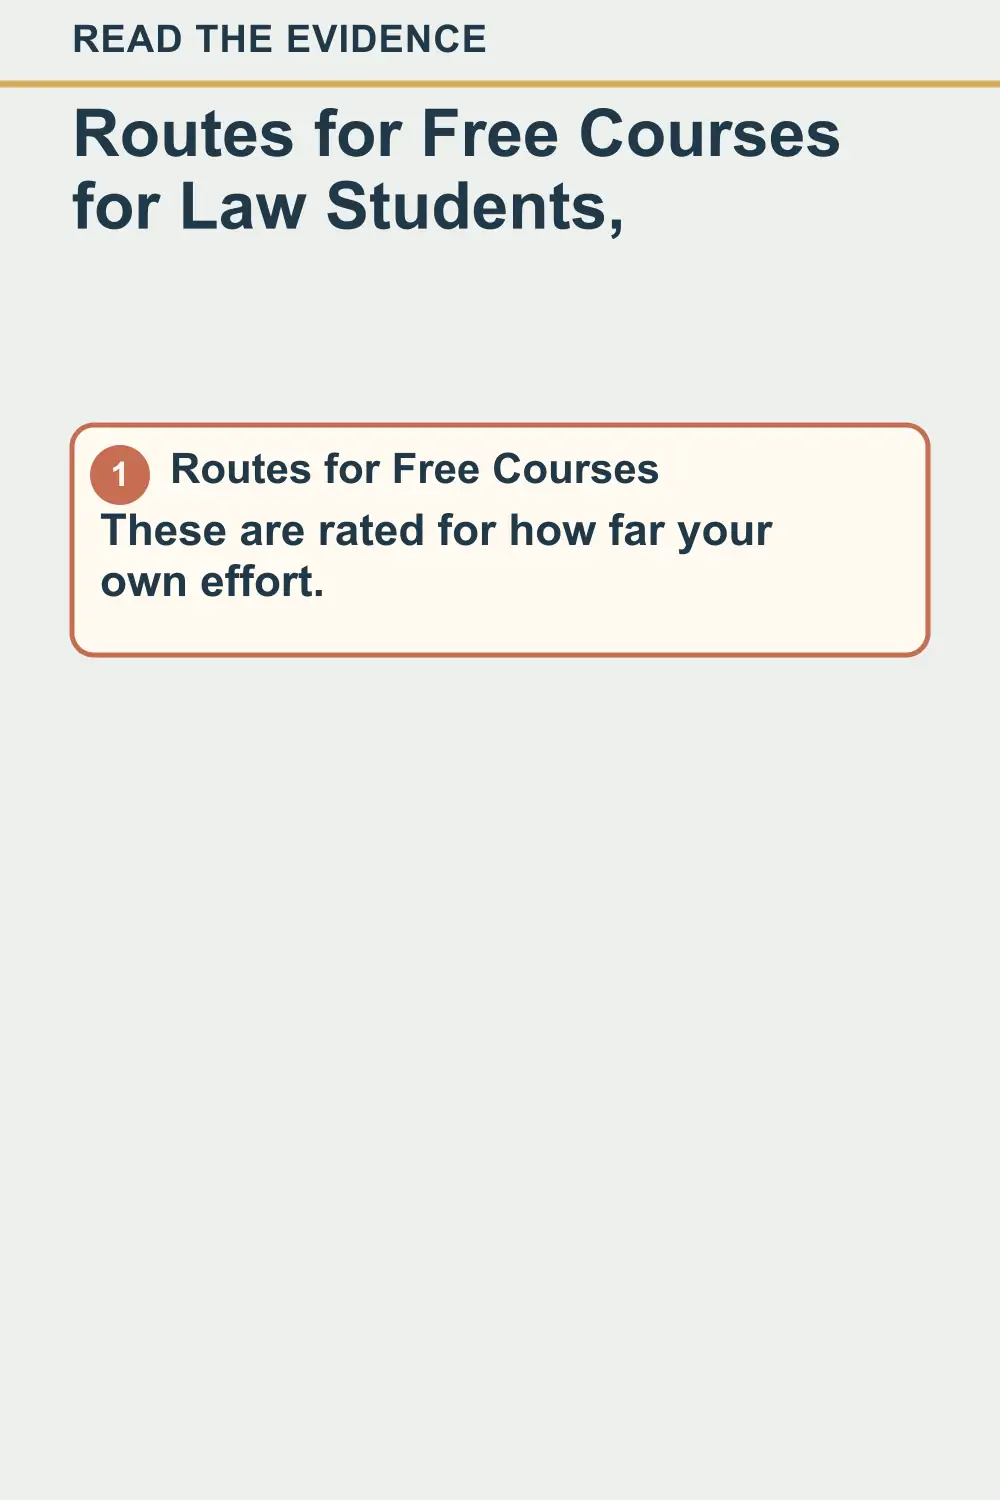 READ THE EVIDENCE
Routes for Free Courses
for Law Students,
1 Routes for Free Courses
These are rated for how far your
own effort.